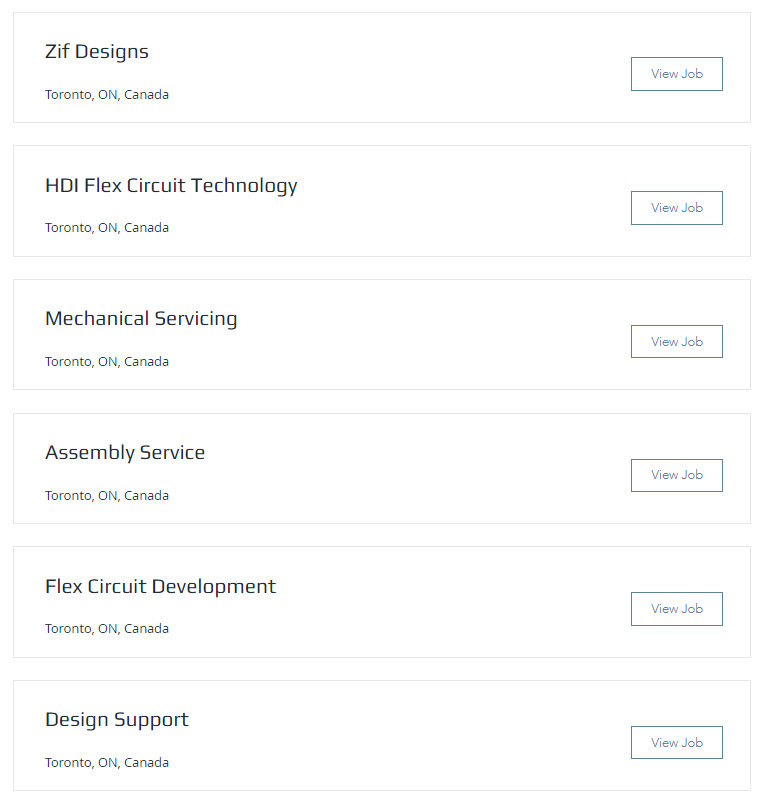 Zif Designs
Toronto, ON, Canada
View Job
HDI Flex Circuit Technology
Toronto, ON, Canada
View Job
Mechanical Servicing
Toronto, ON, Canada
View Job
Assembly Service
Toronto, ON, Canada
View Job
Flex Circuit Development
Toronto, ON, Canada
View Job
Design Support
Toronto, ON, Canada
View Job